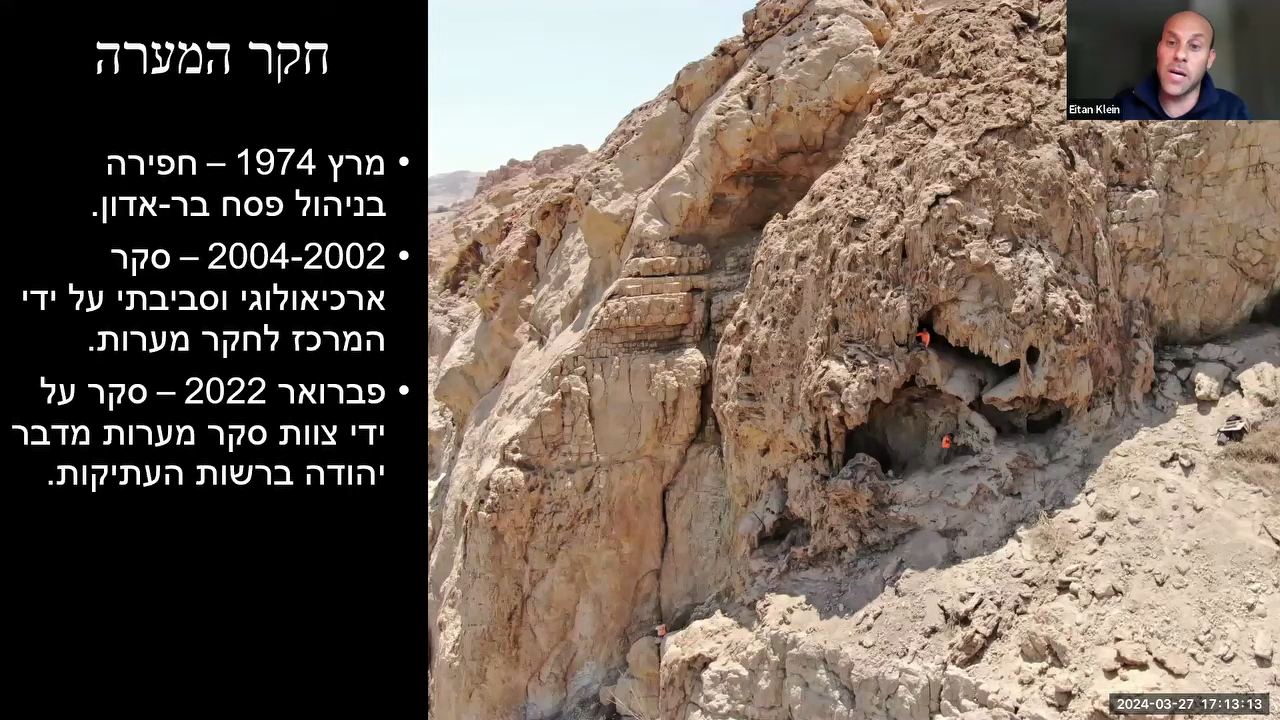 חקר המערה
• מרץ 1974 – חפירה
בניהול פסח בר-אדון.
• 2004-2002 – סקר
ארכיאולוגי וסביבתי על ידי
המרכז לחקר מערות.
• פברואר 2022 – סקר על
ידי צוות סקר מערות מדבר
יהודה ברשות העתיקות.
Eitan Klein
2024-03-27 17:13:13